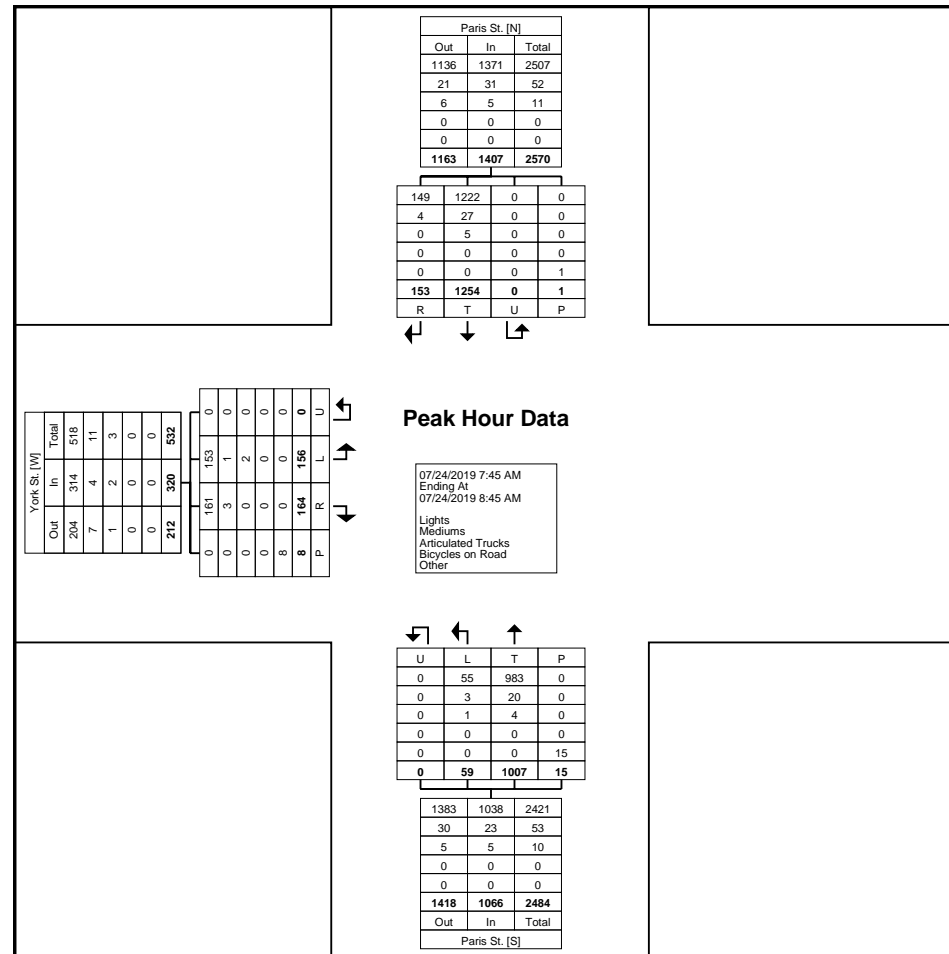 Paris St. [N]
Out In Total
1136 1371 2507
21 31 52
6 5 11
0 0 0
0 0 0
1163 1407 2570
149 1222 0 0
4 27 0 0
0 5 0 0
0 0 0 0
0 0 0 1
153 1254 0 1
R T U P
York St. [W]
Out In Total
204 314 518
7 4 11
1 2 3
0 0 0
0 0 0
212 320 532
0 161 153 0
0 3 1 0
0 0 2 0
0 0 0 0
8 0 0 0
8 164 156 0
P R L U
Peak Hour Data
07/24/2019 7:45 AM
Ending At
07/24/2019 8:45 AM
Lights
Mediums
Articulated Trucks
Bicycles on Road
Other
U L T P
0 55 983 0
0 3 20 0
0 1 4 0
0 0 0 0
0 0 0 15
0 59 1007 15
1383 1038 2421
30 23 53
5 5 10
0 0 0
0 0 0
1418 1066 2484
Out In Total
Paris St. [S]